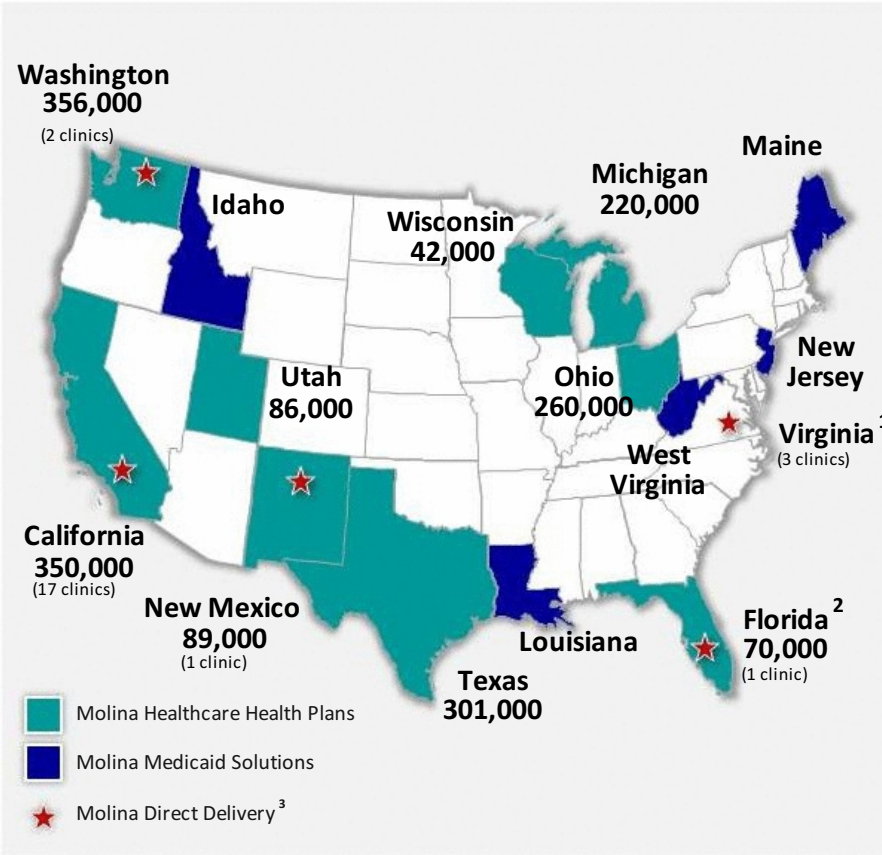 Washington
356,000
(2 clinics)
Idaho
Wisconsin
42,000
Michigan
220,000
Maine
Utah
86,000
Ohio
260,000
New
Jersey
West
Virginia
Virginia
(3 clinics)
California
350,000
(17 clinics)
New Mexico
89,000
(1 clinic)
Louisiana
Texas
301,000
Florida 2
70,000
(1 clinic)
Molina Healthcare Health Plans
Molina Medicaid Solutions
Molina Direct Delivery 3